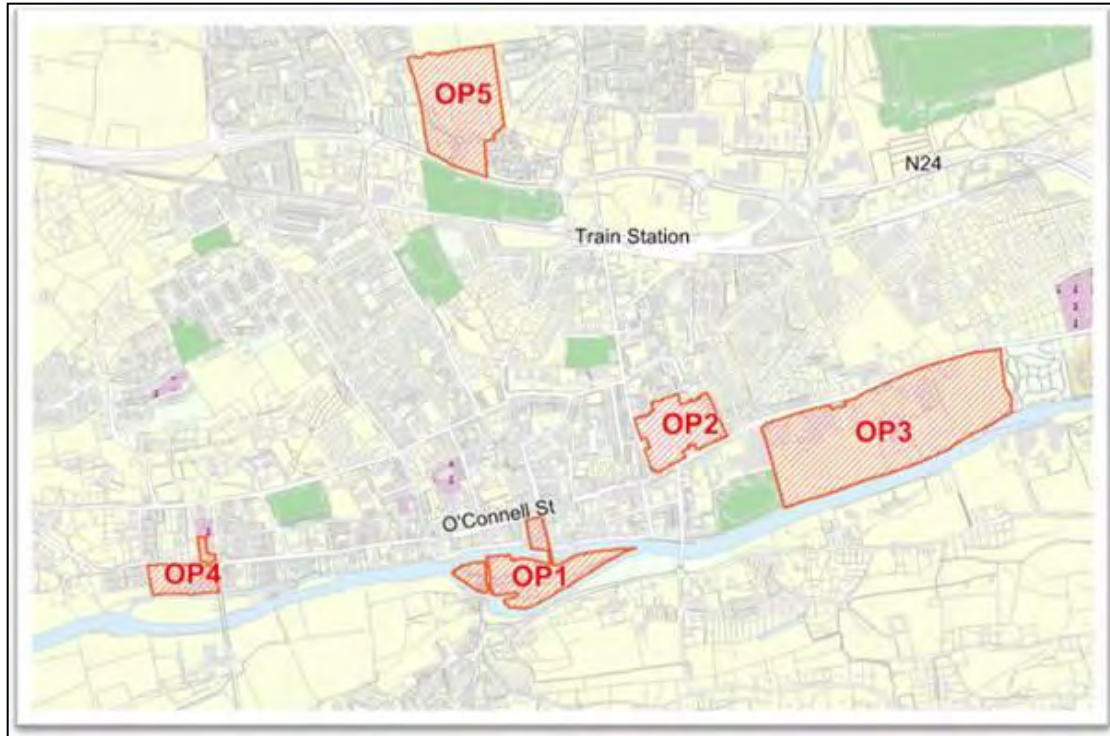 OP5
N24
Train Station
OP2
OP3
O'Connell St
OP4
OP1